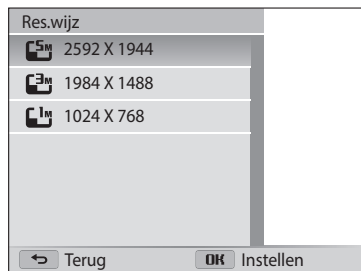 Res.wijz
5M 2592 X 1944
3M 1984 X 1488
1M 1024 X 768
Terug OK Instellen